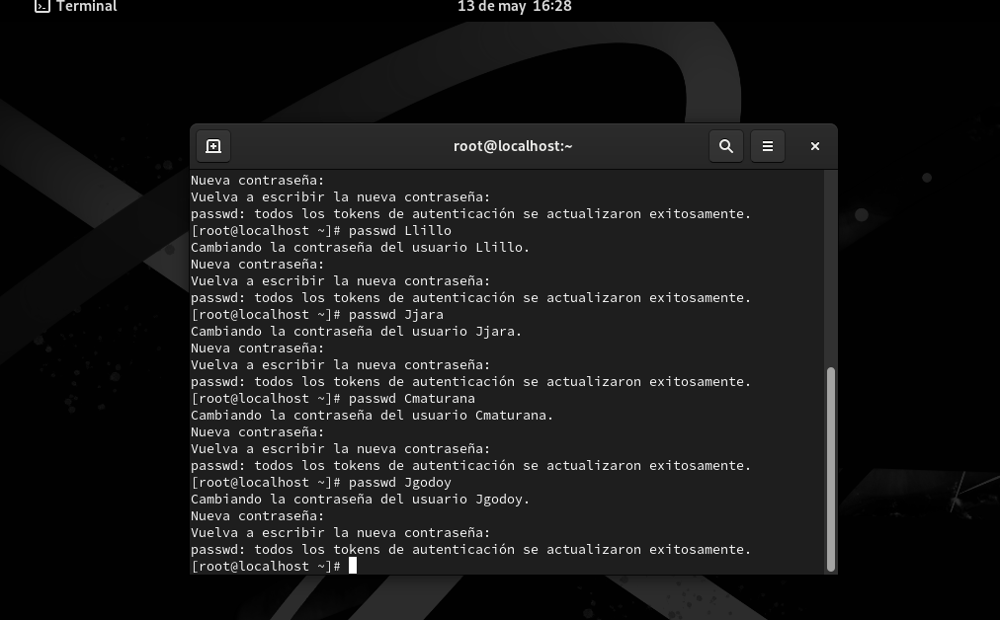 Terminal
13 de may 16:28
root@localhost:~
Nueva contraseña:
Vuelva a escribir la nueva contraseña:
passwd: todos los tokens de autenticación se actualizaron exitosamente.
[root@localhost ~]# passwd Llillo
Cambiando la contraseña del usuario Llillo.
Nueva contraseña:
Vuelva a escribir la nueva contraseña:
passwd: todos los tokens de autenticación se actualizaron exitosamente.
[root@localhost ~]# passwd Jjara
Cambiando la contraseña del usuario Jjara.
Nueva contraseña:
Vuelva a escribir la nueva contraseña:
passwd: todos los tokens de autenticación se actualizaron exitosamente.
[root@localhost ~]# passwd Cmaturana
Cambiando la contraseña del usuario Cmaturana.
Nueva contraseña:
Vuelva a escribir la nueva contraseña:
passwd: todos los tokens de autenticación se actualizaron exitosamente.
[root@localhost ~]# passwd Jgodoy
Cambiando la contraseña del usuario Jgodoy.
Nueva contraseña:
Vuelva a escribir la nueva contraseña:
passwd: todos los tokens de autenticación se actualizaron exitosamente.
[root@localhost ~]#